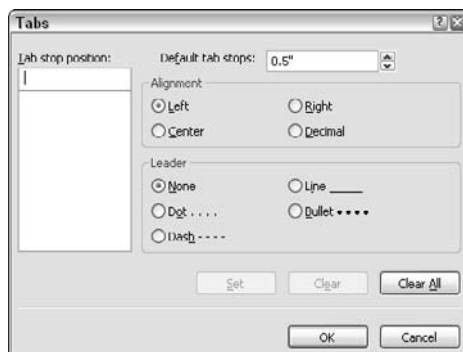 Tabs
Tab stop position:
Default tab stops: 0.5"
Alignment
Left
Right
Center
Decimal
Leader
None
Line _____
Dot . . . .
Bullet • • • •
Dash - - - -
Set
Clear
Clear All
OK
Cancel